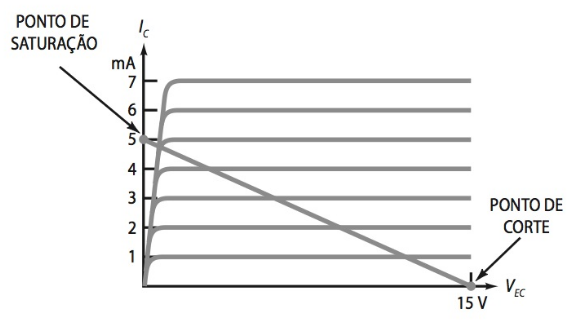 PONTO DE
SATURAÇÃO
I_C
mA
7
6
5
4
3
2
1
PONTO DE
CORTE
V_EC
15 V